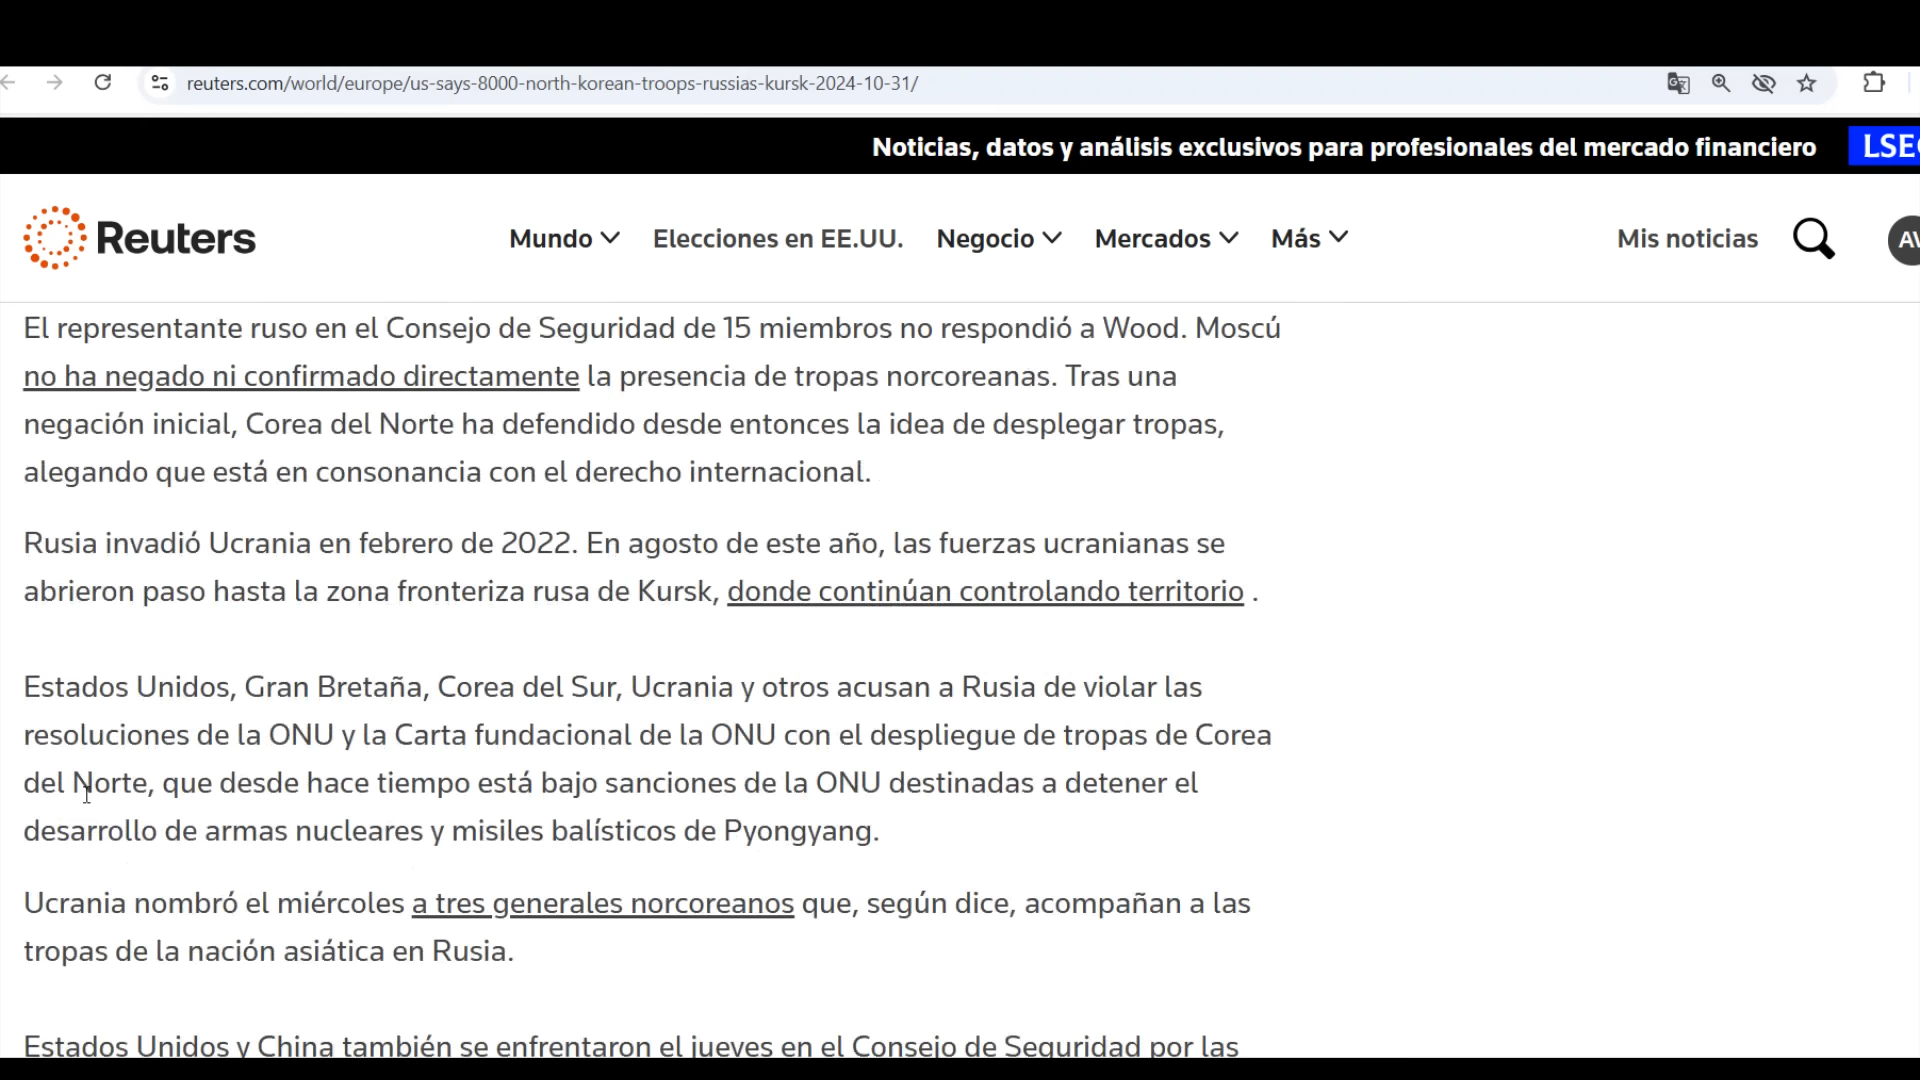 reuters.com/world/europe/us-says-8000-north-korean-troops-russias-kursk-2024-10-31/
Noticias, datos y análisis exclusivos para profesionales del mercado financiero LSE
Reuters Mundo Elecciones en EE.UU. Negocio Mercados Más Mis noticias AV
El representante ruso en el Consejo de Seguridad de 15 miembros no respondió a Wood. Moscú
no ha negado ni confirmado directamente la presencia de tropas norcoreanas. Tras una
negación inicial, Corea del Norte ha defendido desde entonces la idea de desplegar tropas,
alegando que está en consonancia con el derecho internacional.
Rusia invadió Ucrania en febrero de 2022. En agosto de este año, las fuerzas ucranianas se
abrieron paso hasta la zona fronteriza rusa de Kursk, donde continúan controlando territorio .
Estados Unidos, Gran Bretaña, Corea del Sur, Ucrania y otros acusan a Rusia de violar las
resoluciones de la ONU y la Carta fundacional de la ONU con el despliegue de tropas de Corea
del Norte, que desde hace tiempo está bajo sanciones de la ONU destinadas a detener el
desarrollo de armas nucleares y misiles balísticos de Pyongyang.
Ucrania nombró el miércoles a tres generales norcoreanos que, según dice, acompañan a las
tropas de la nación asiática en Rusia.
Estados Unidos y China también se enfrentaron el jueves en el Consejo de Seguridad por las